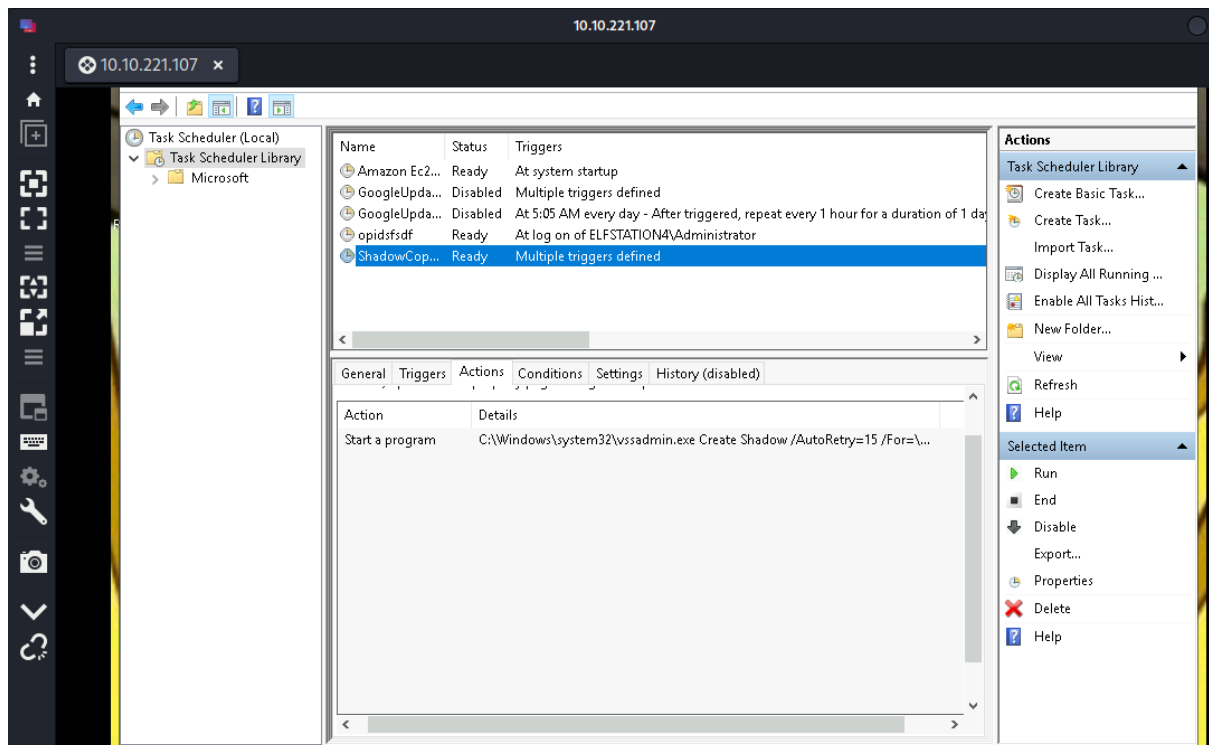 10.10.221.107
10.10.221.107 ×
Task Scheduler (Local)
Task Scheduler Library
Microsoft
Name Status Triggers
Amazon Ec2... Ready At system startup
GoogleUpda... Disabled Multiple triggers defined
GoogleUpda... Disabled At 5:05 AM every day - After triggered, repeat every 1 hour for a duration of 1 da
opidsfsdf Ready At log on of ELFSTATION4\Administrator
ShadowCop... Ready Multiple triggers defined
General Triggers Actions Conditions Settings History (disabled)
Action Details
Start a program C:\Windows\system32\vssadmin.exe Create Shadow /AutoRetry=15 /For=\...
Actions
Task Scheduler Library
Create Basic Task...
Create Task...
Import Task...
Display All Running ...
Enable All Tasks Hist...
New Folder...
View
Refresh
Help
Selected Item
Run
End
Disable
Export...
Properties
Delete
Help